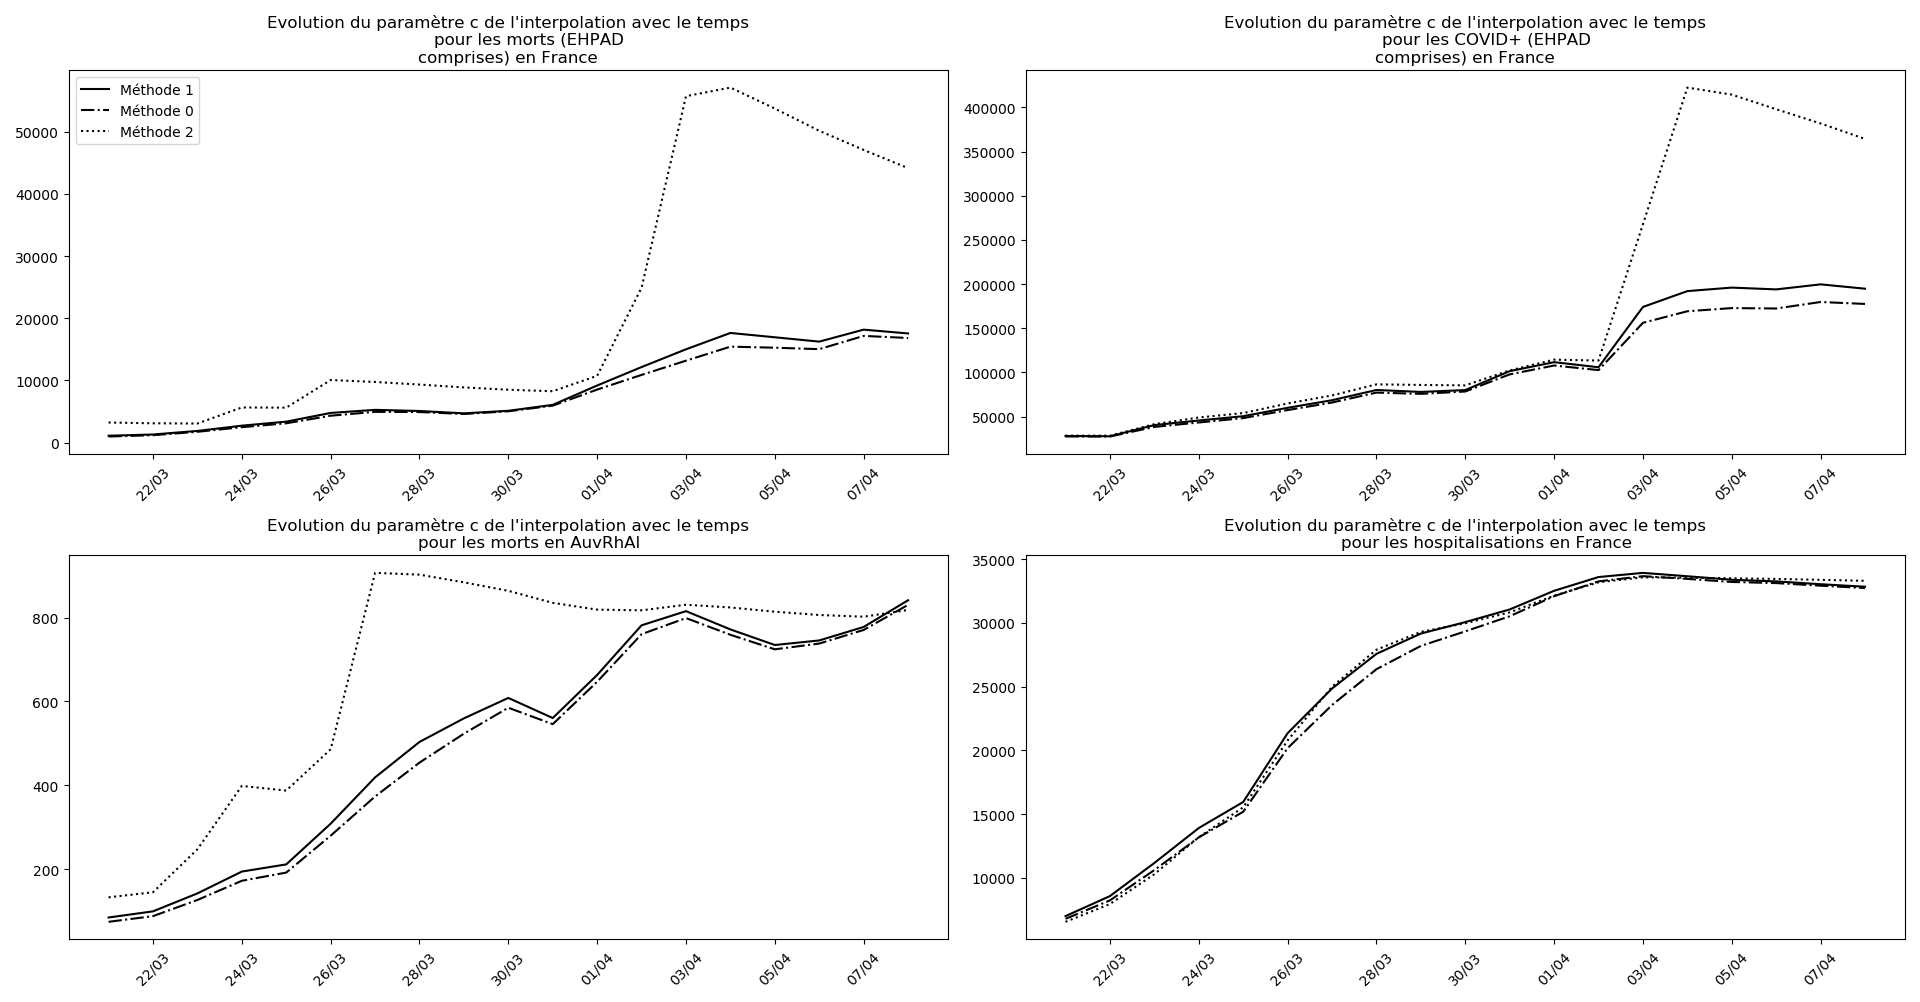 Evolution du paramètre c de l'interpolation avec le temps
pour les morts (EHPAD
comprises) en France
Méthode 1
Méthode 0
Méthode 2
50000
40000
30000
20000
10000
0
22/03 24/03 26/03 28/03 30/03 01/04 03/04 05/04 07/04
Evolution du paramètre c de l'interpolation avec le temps
pour les COVID+ (EHPAD
comprises) en France
400000
350000
300000
250000
200000
150000
100000
50000
22/03 24/03 26/03 28/03 30/03 01/04 03/04 05/04 07/04
Evolution du paramètre c de l'interpolation avec le temps
pour les morts en AuvRhAl
800
600
400
200
22/03 24/03 26/03 28/03 30/03 01/04 03/04 05/04 07/04
Evolution du paramètre c de l'interpolation avec le temps
pour les hospitalisations en France
35000
30000
25000
20000
15000
10000
22/03 24/03 26/03 28/03 30/03 01/04 03/04 05/04 07/04